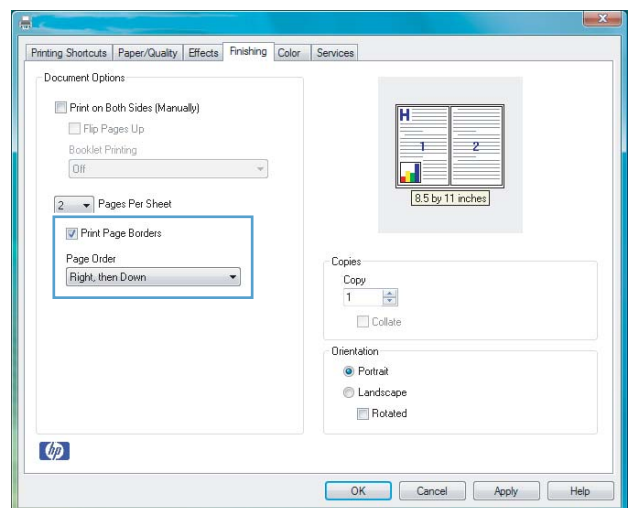 Printing Shortcuts Paper/Quality Effects Finishing Color Services
Document Options
Print on Both Sides (Manually)
Flip Pages Up
Booklet Printing
Off
2 Pages Per Sheet
Print Page Borders
Page Order
Right, then Down
H
1 2
8.5 by 11 inches
Copies
Copy
1
Collate
Orientation
Portrait
Landscape
Rotated
hp
OK Cancel Apply Help